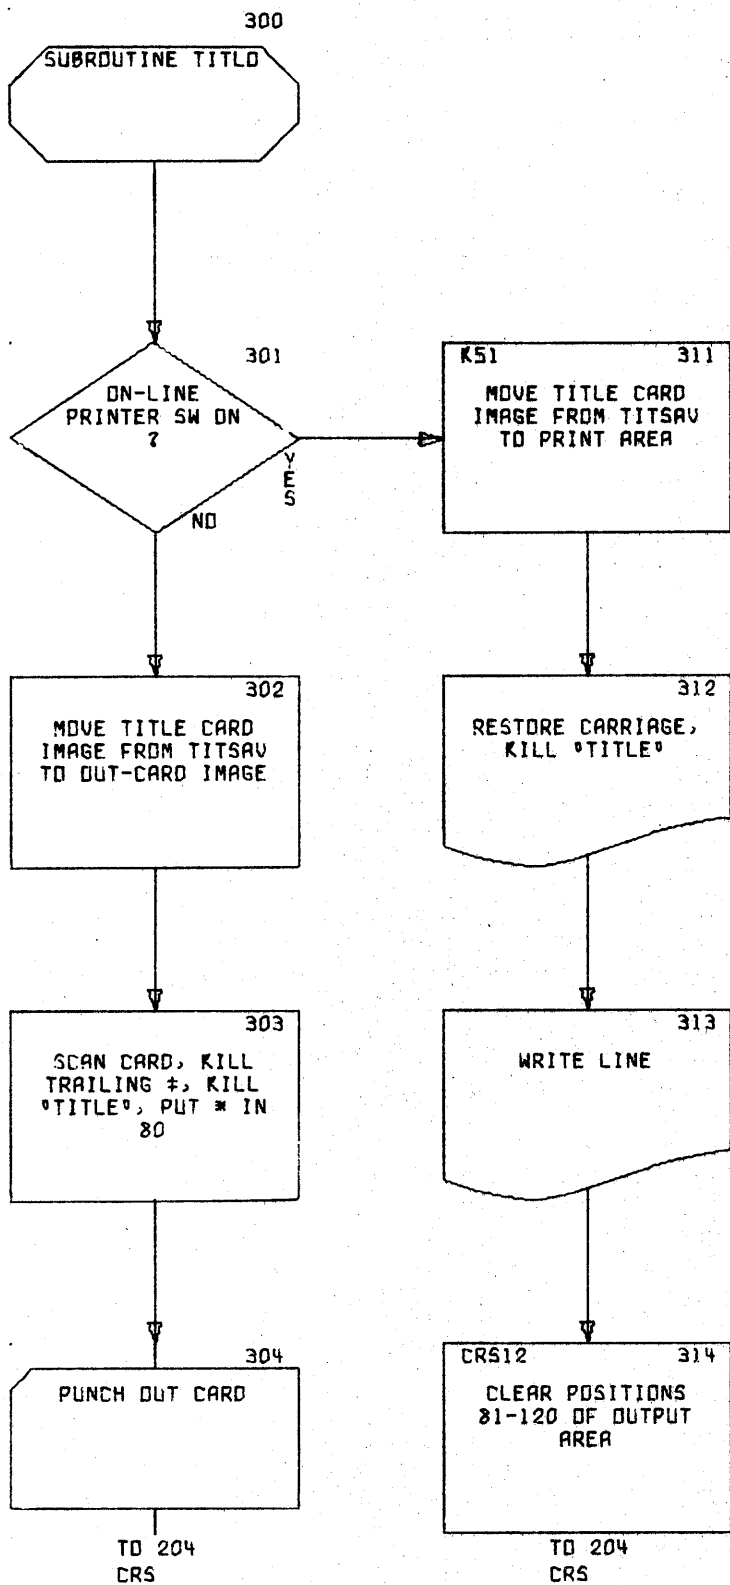 300
SUBROUTINE TITLO
301
ON-LINE
PRINTER SW ON
?
YES
NO
302
MOVE TITLE CARD
IMAGE FROM TITSAV
TO OUT-CARD IMAGE
303
SCAN CARD, KILL
TRAILING ‡, KILL
"TITLE", PUT * IN
80
304
PUNCH OUT CARD
TO 204
CRS
KS1 311
MOVE TITLE CARD
IMAGE FROM TITSAV
TO PRINT AREA
312
RESTORE CARRIAGE,
KILL "TITLE"
313
WRITE LINE
CRS12 314
CLEAR POSITIONS
81-120 OF OUTPUT
AREA
TO 204
CRS